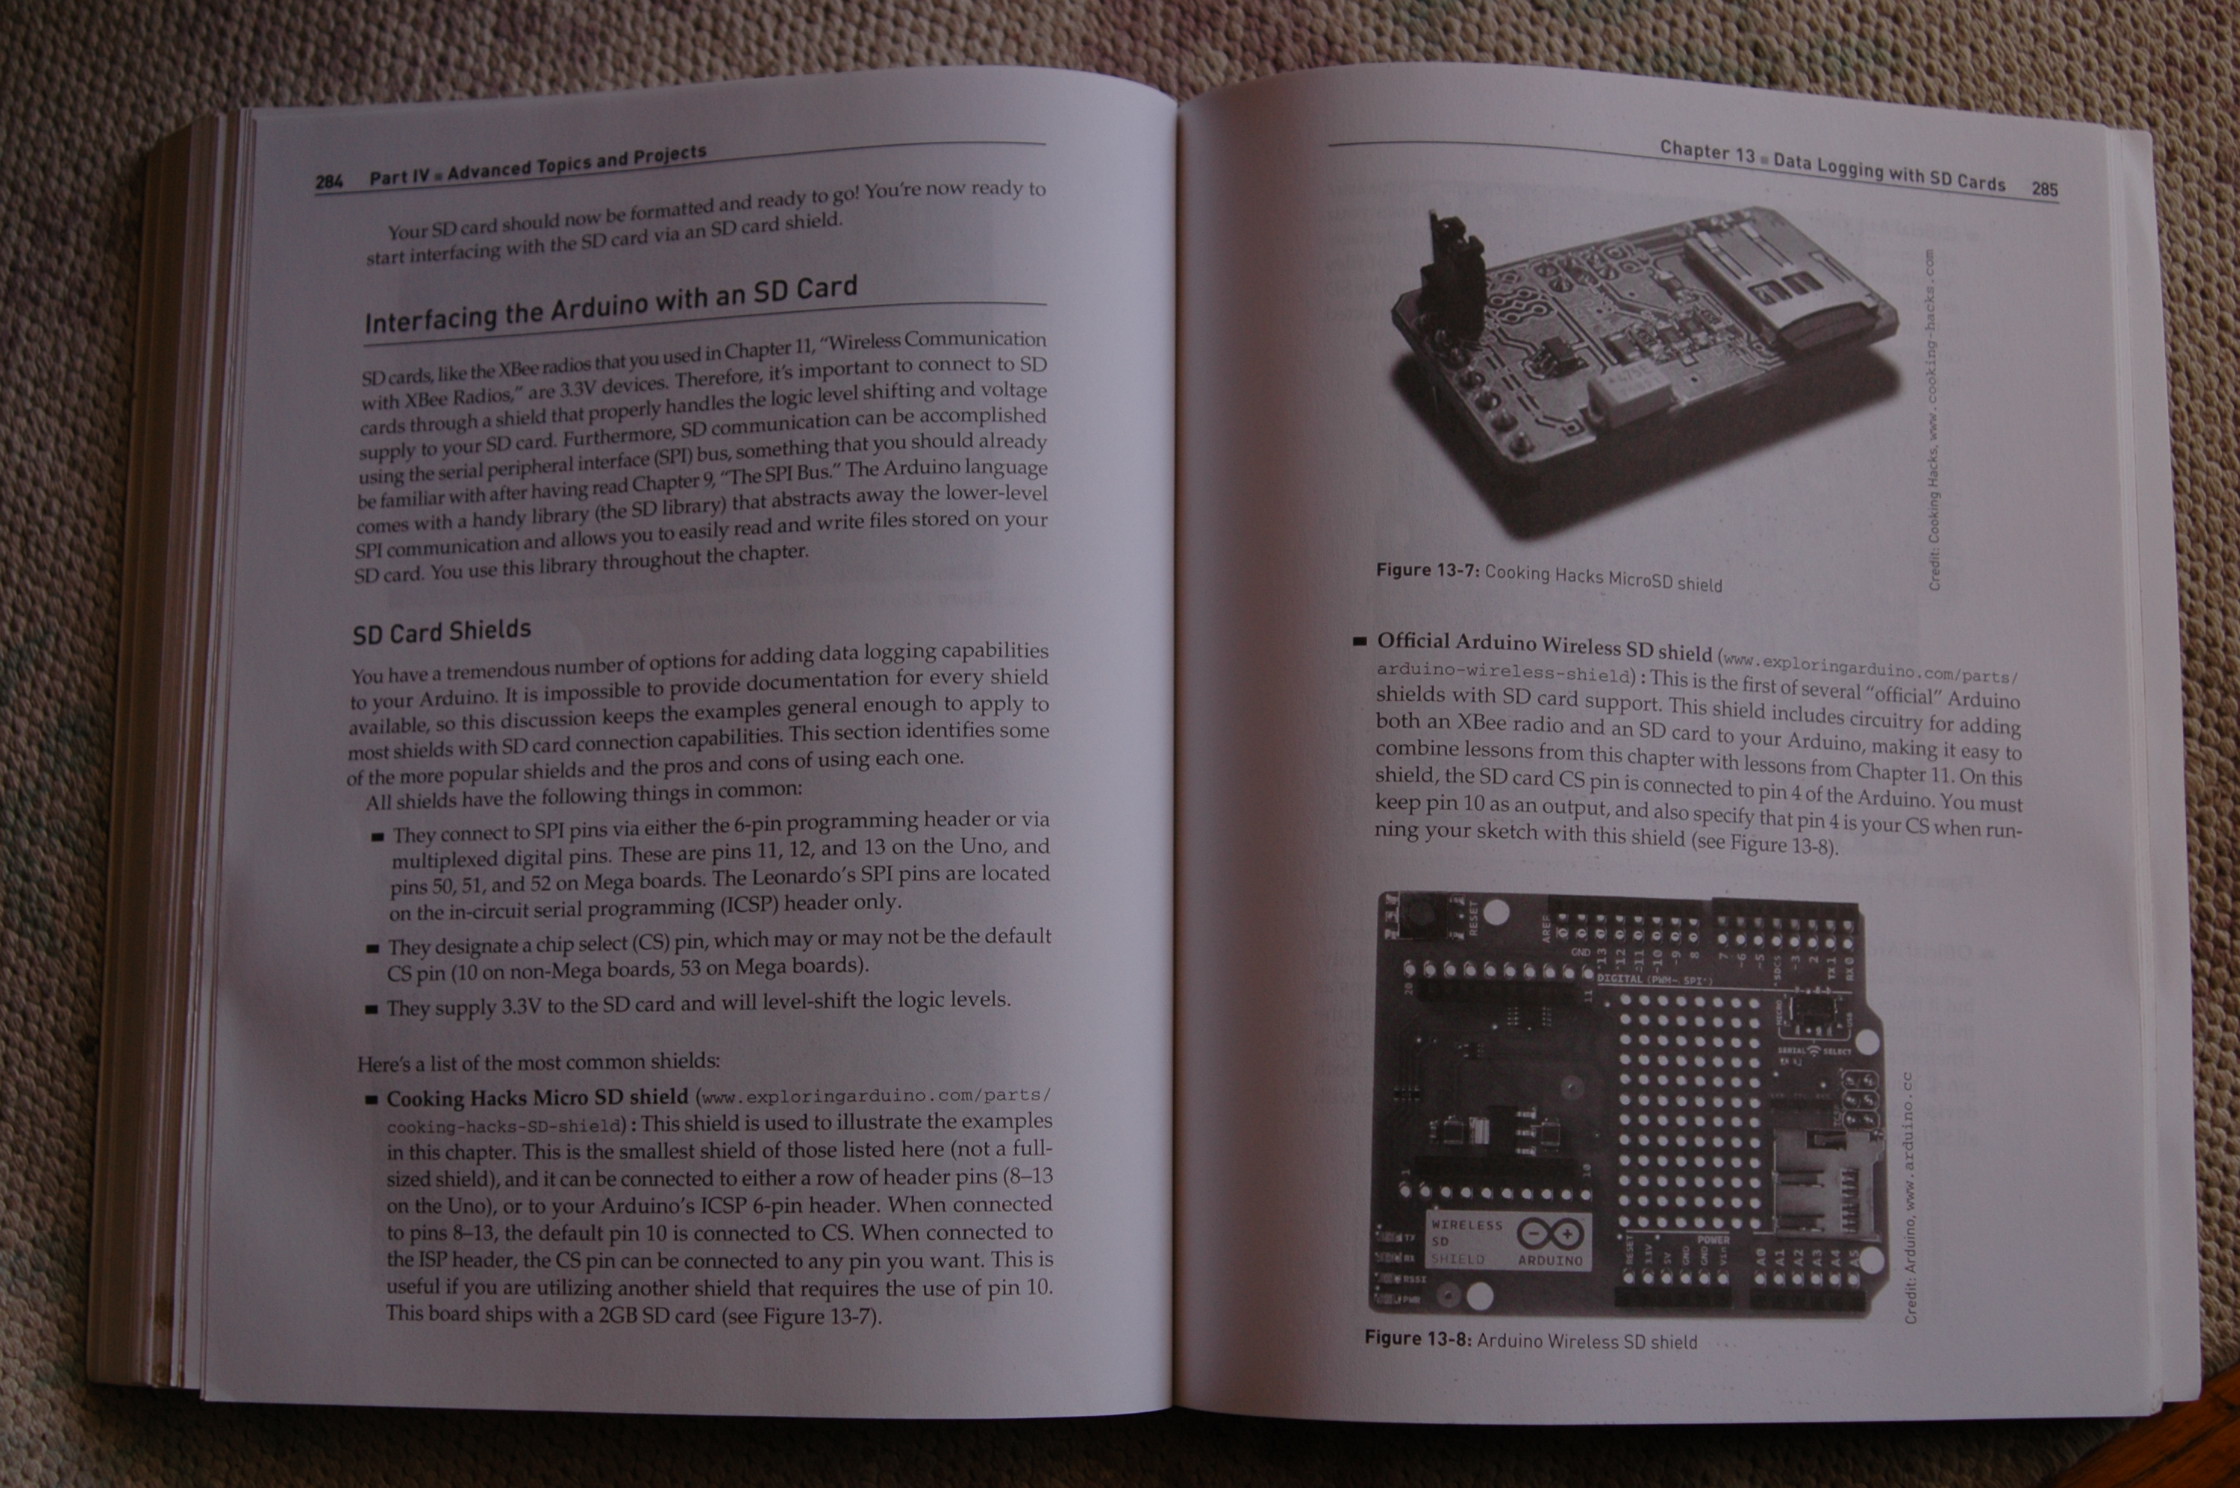 284 Part IV ▪ Advanced Topics and Projects
Your SD card should now be formatted and ready to go! You're now ready to
start interfacing with the SD card via an SD card shield.
Interfacing the Arduino with an SD Card
SD cards, like the XBee radios that you used in Chapter 11, “Wireless Communication
with XBee Radios,” are 3.3V devices. Therefore, it's important to connect to SD
cards through a shield that properly handles the logic level shifting and voltage
supply to your SD card. Furthermore, SD communication can be accomplished
using the serial peripheral interface (SPI) bus, something that you should already
be familiar with after having read Chapter 9, “The SPI Bus.” The Arduino language
comes with a handy library (the SD library) that abstracts away the lower-level
SPI communication and allows you to easily read and write files stored on your
SD card. You use this library throughout the chapter.
SD Card Shields
You have a tremendous number of options for adding data logging capabilities
to your Arduino. It is impossible to provide documentation for every shield
available, so this discussion keeps the examples general enough to apply to
most shields with SD card connection capabilities. This section identifies some
of the more popular shields and the pros and cons of using each one.
All shields have the following things in common:
▪ They connect to SPI pins via either the 6-pin programming header or via
multiplexed digital pins. These are pins 11, 12, and 13 on the Uno, and
pins 50, 51, and 52 on Mega boards. The Leonardo's SPI pins are located
on the in-circuit serial programming (ICSP) header only.
▪ They designate a chip select (CS) pin, which may or may not be the default
CS pin (10 on non-Mega boards, 53 on Mega boards).
▪ They supply 3.3V to the SD card and will level-shift the logic levels.
Here's a list of the most common shields:
▪ Cooking Hacks Micro SD shield (www.exploringarduino.com/parts/
cooking-hacks-SD-shield): This shield is used to illustrate the examples
in this chapter. This is the smallest shield of those listed here (not a full-
sized shield), and it can be connected to either a row of header pins (8–13
on the Uno), or to your Arduino's ICSP 6-pin header. When connected
to pins 8–13, the default pin 10 is connected to CS. When connected to
the ISP header, the CS pin can be connected to any pin you want. This is
useful if you are utilizing another shield that requires the use of pin 10.
This board ships with a 2GB SD card (see Figure 13-7).
Chapter 13 ▪ Data Logging with SD Cards 285
Credit: Cooking Hacks, www.cooking-hacks.com
Figure 13-7: Cooking Hacks MicroSD shield
▪ Official Arduino Wireless SD shield (www.exploringarduino.com/parts/
arduino-wireless-shield): This is the first of several “official” Arduino
shields with SD card support. This shield includes circuitry for adding
both an XBee radio and an SD card to your Arduino, making it easy to
combine lessons from this chapter with lessons from Chapter 11. On this
shield, the SD card CS pin is connected to pin 4 of the Arduino. You must
keep pin 10 as an output, and also specify that pin 4 is your CS when run-
ning your sketch with this shield (see Figure 13-8).
RESET
AREF
GND
13 12 11 10 9 8 7 6 5 SDCS 3 2 TX 1 RX 0
DIGITAL (PWM~ SPI*)
20
11
MICRO
USB
SERIAL SELECT
1
10
WIRELESS
SD
SHIELD
ARDUINO
TX
RX
RSSI
PWR
POWER
RESET 3.3V 5V GND GND Vin A0 A1 A2 A3 A4 A5
Credit: Arduino, www.arduino.cc
Figure 13-8: Arduino Wireless SD shield